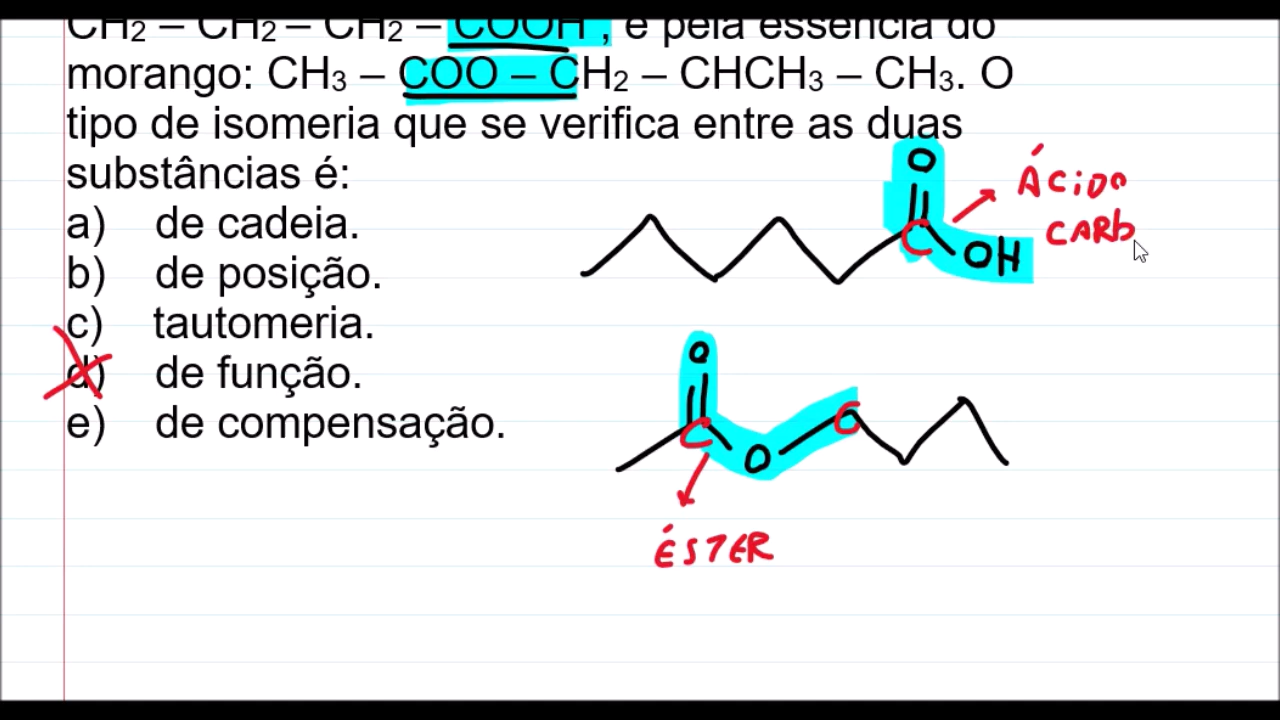 CH₂ – CH₂ – CH₂ – COOH , e pela essência do
morango: CH₃ – COO – CH₂ – CHCH₃ – CH₃. O
tipo de isomeria que se verifica entre as duas
substâncias é:
a) de cadeia.
b) de posição.
c) tautomeria.
d) de função.
e) de compensação.
O
C
OH
ÁCIDO
CARb
O
C
O
C
ÉSTER